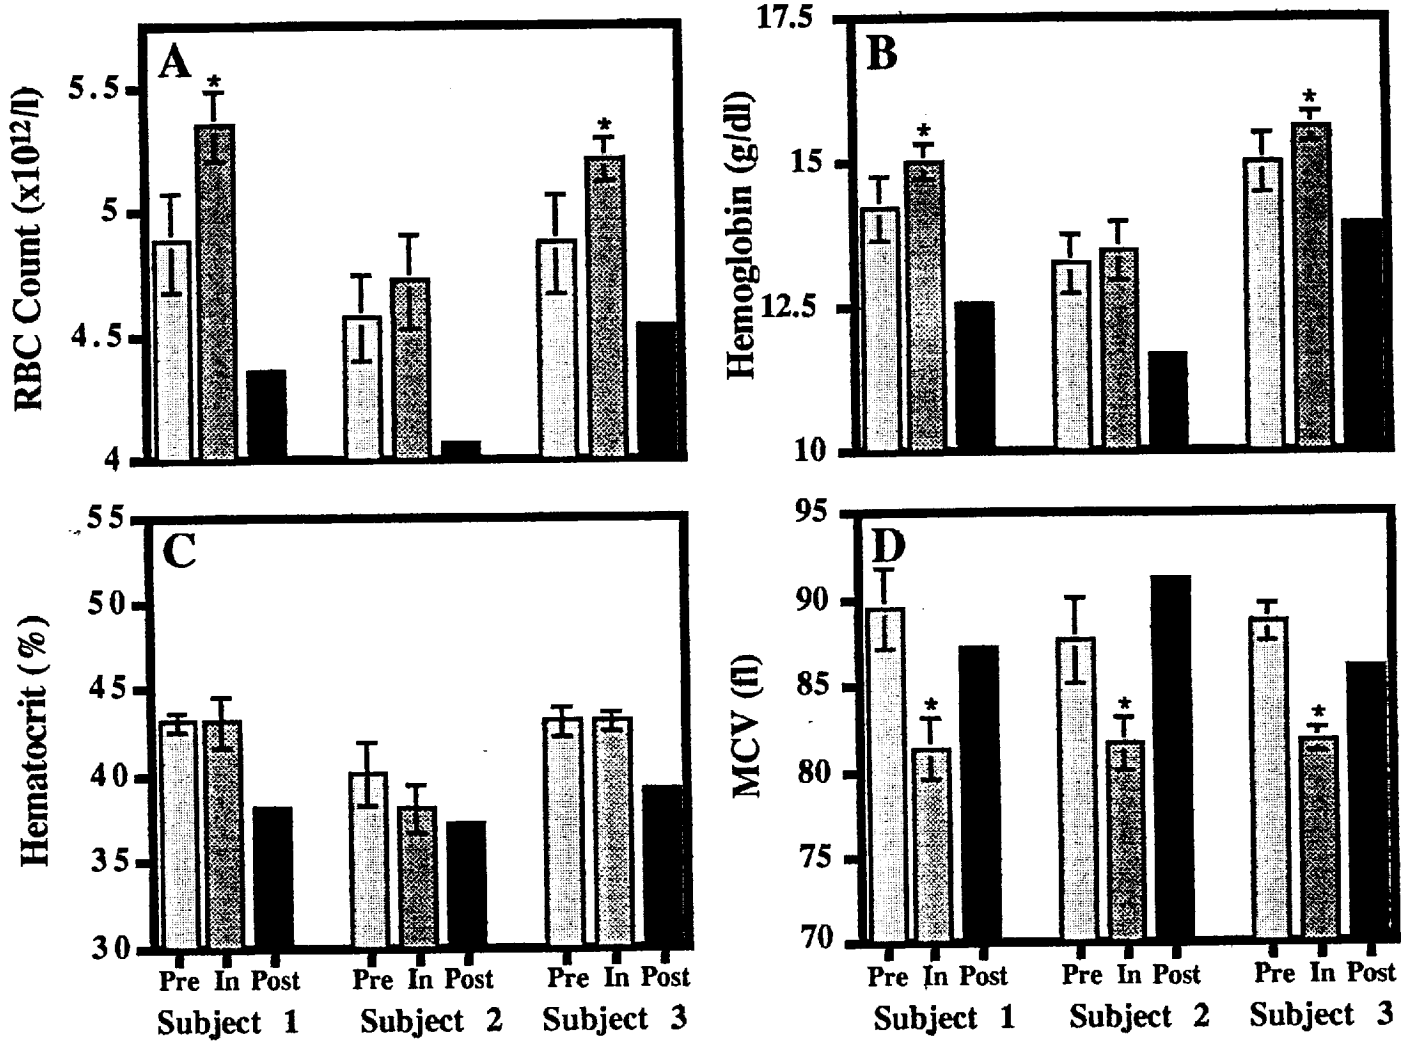 A
RBC Count (x10¹²/l)
5.5
5
4.5
4
*
*
B
Hemoglobin (g/dl)
17.5
15
12.5
10
*
*
C
Hematocrit (%)
55
50
45
40
35
30
Pre In Post Pre In Post Pre In Post
Subject 1 Subject 2 Subject 3
D
MCV (fl)
95
90
85
80
75
70
*
*
*
Pre In Post Pre In Post Pre In Post
Subject 1 Subject 2 Subject 3